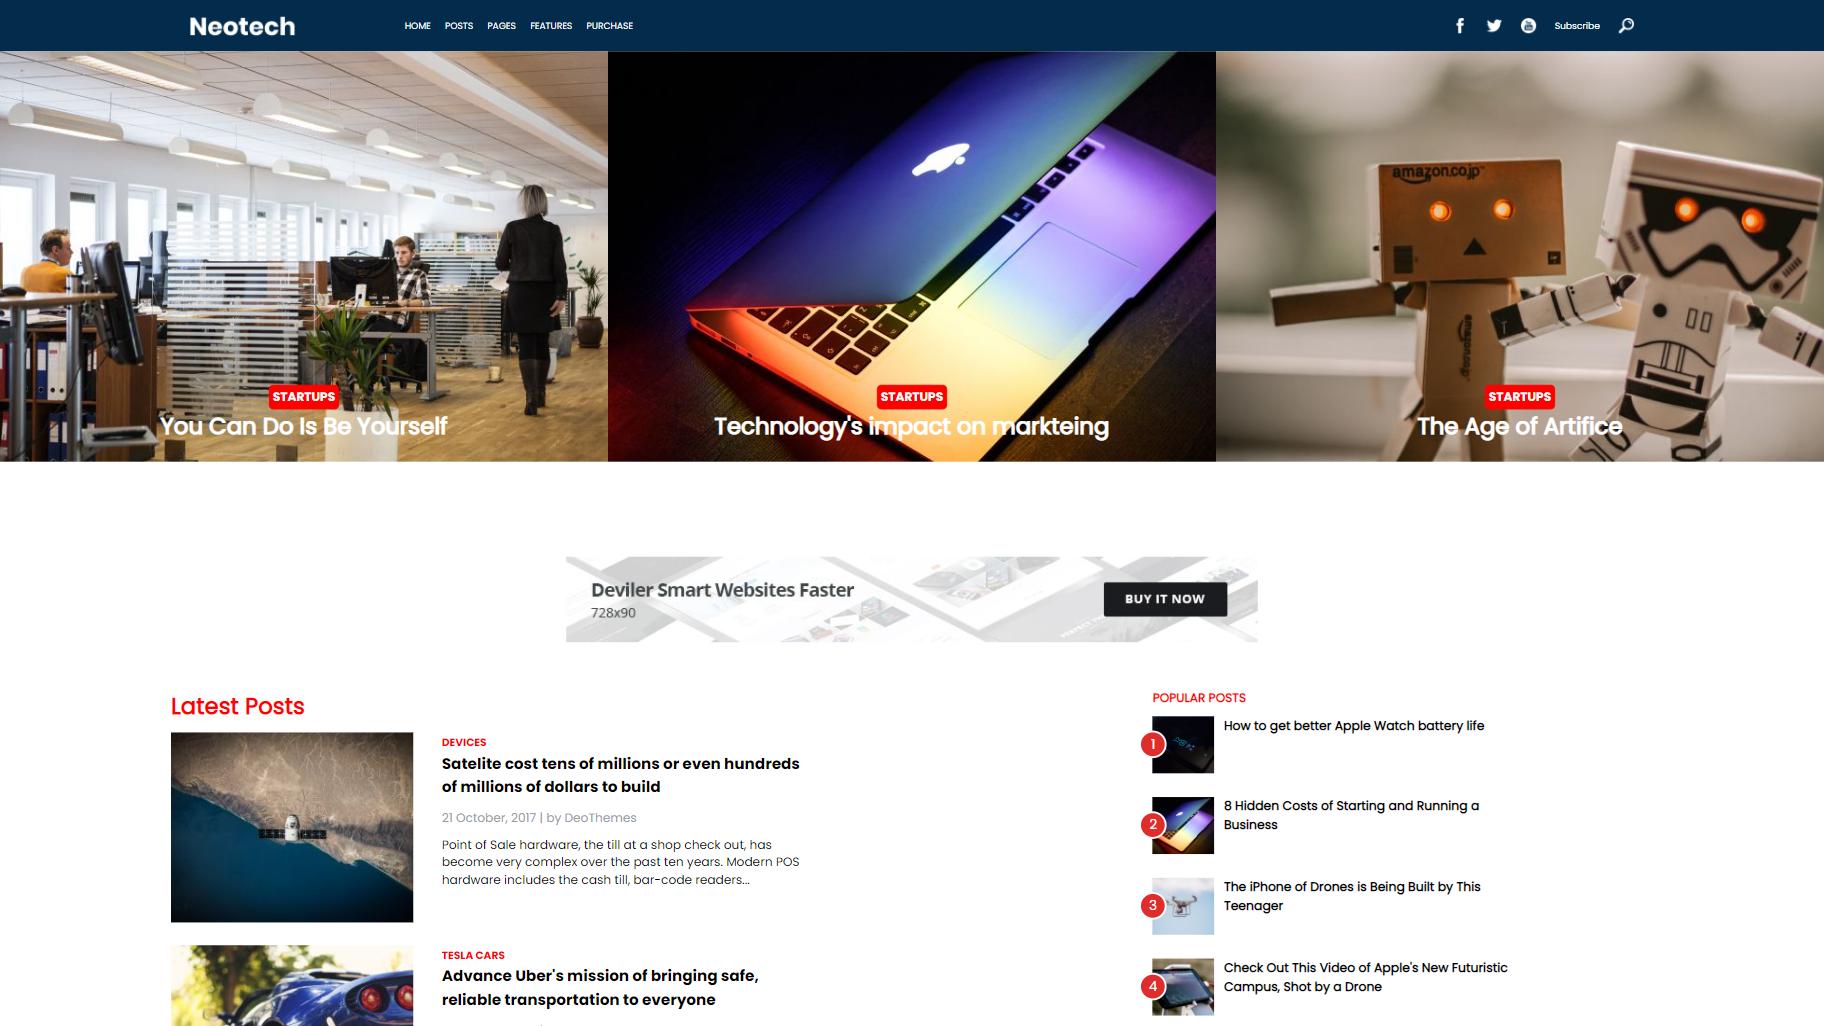 Neotech
HOME POSTS PAGES FEATURES PURCHASE
Subscribe
STARTUPS
You Can Do Is Be Yourself
STARTUPS
Technology's impact on markteing
amazon.co.jp
amazon.co.jp
STARTUPS
The Age of Artifice
Deviler Smart Websites Faster
728x90
BUY IT NOW
Latest Posts
DEVICES
Satelite cost tens of millions or even hundreds
of millions of dollars to build
21 October, 2017 | by DeoThemes
Point of Sale hardware, the till at a shop check out, has
become very complex over the past ten years. Modern POS
hardware includes the cash till, bar-code readers...
TESLA CARS
Advance Uber's mission of bringing safe,
reliable transportation to everyone
POPULAR POSTS
1
How to get better Apple Watch battery life
2
8 Hidden Costs of Starting and Running a
Business
3
The iPhone of Drones is Being Built by This
Teenager
4
Check Out This Video of Apple's New Futuristic
Campus, Shot by a Drone